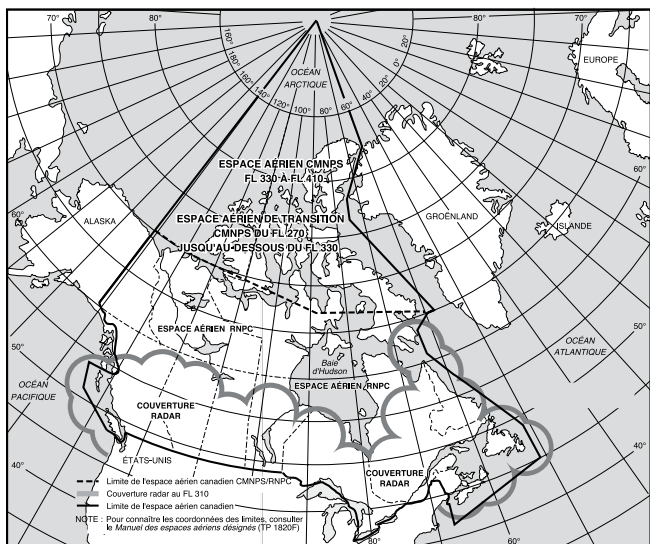 70°
80°
80°
70°
160°
160°
160°
140°
120°
100°
80°
60°
40°
20°
0°
20°
OCÉAN
ARCTIQUE
EUROPE
ESPACE AÉRIEN CMNPS
FL 330 À FL 410
ALASKA
ESPACE AÉRIEN DE TRANSITION
CMNPS DU FL 270
JUSQU'AU-DESSOUS DU FL 330
GROËNLAND
ISLANDE
60°
60°
ESPACE AÉRIEN RNPC
Baie
d'Hudson
ESPACE AÉRIEN RNPC
OCÉAN
ATLANTIQUE
50°
50°
OCÉAN
PACIFIQUE
COUVERTURE
RADAR
40°
40°
ÉTATS-UNIS
COUVERTURE
RADAR
Limite de l'espace aérien canadien CMNPS/RNPC
Couverture radar au FL 310
Limite de l'espace aérien canadien
NOTE : Pour connaître les coordonnées des limites, consulter
le Manuel des espaces aériens désignés (TP 1820F)
80°
60°